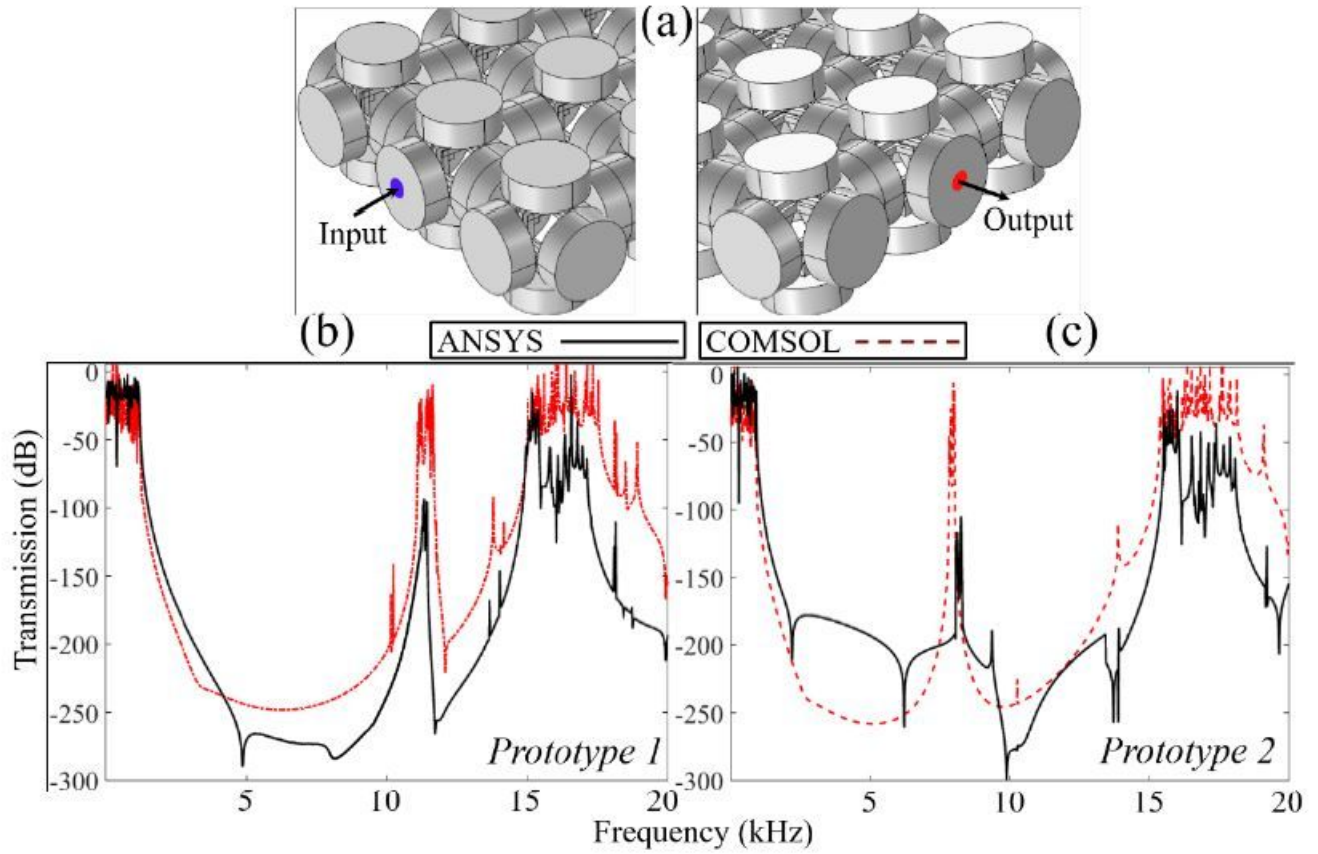 (a)
Input
Output
(b)
ANSYS
COMSOL
(c)
Transmission (dB)
0
-50
-100
-150
-200
-250
-300
5
10
15
20
Prototype 1
0
-50
-100
-150
-200
-250
-300
5
10
15
20
Prototype 2
Frequency (kHz)